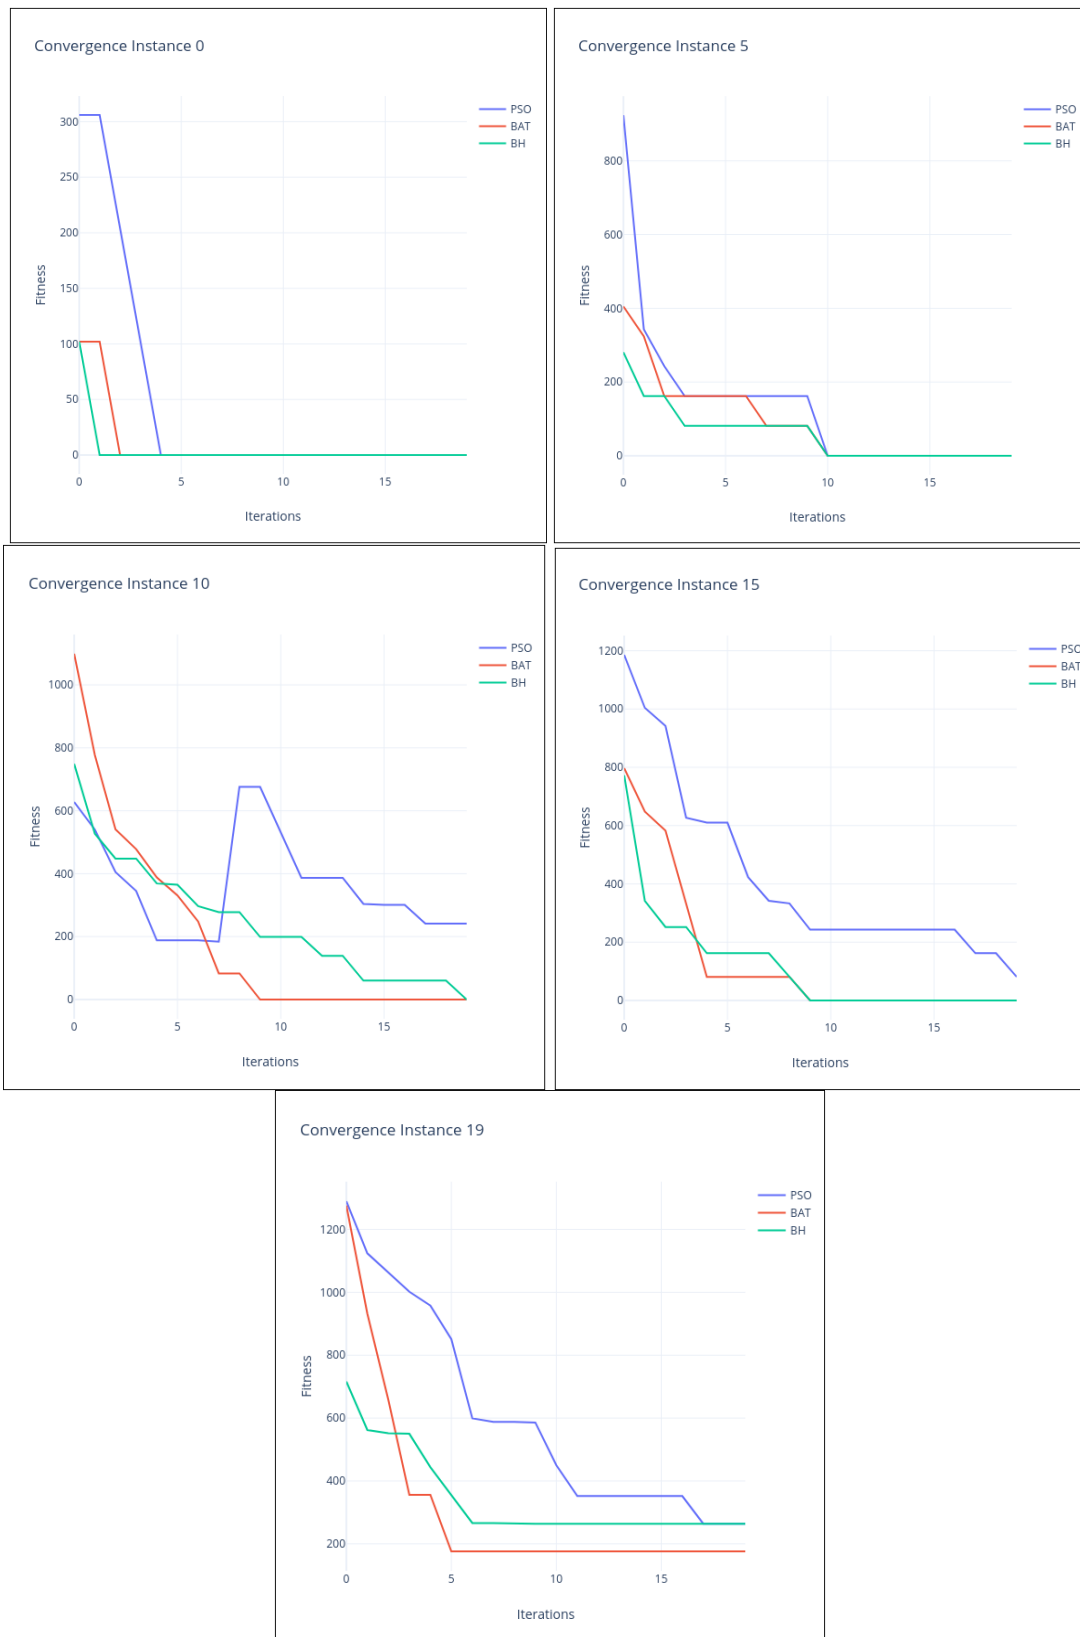 Convergence Instance 0
PSO
BAT
BH
300
250
200
150
100
50
0
Fitness
0 5 10 15
Iterations
Convergence Instance 5
PSO
BAT
BH
800
600
400
200
0
Fitness
0 5 10 15
Iterations
Convergence Instance 10
PSO
BAT
BH
1000
800
600
400
200
0
Fitness
0 5 10 15
Iterations
Convergence Instance 15
PSO
BAT
BH
1200
1000
800
600
400
200
0
Fitness
0 5 10 15
Iterations
Convergence Instance 19
PSO
BAT
BH
1200
1000
800
600
400
200
Fitness
0 5 10 15
Iterations